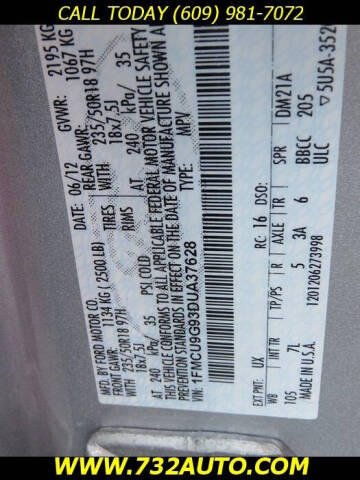 CALL TODAY (609) 981-7072
MFD. BY FORD MOTOR CO.
DATE: 06/12 GVWR: 2195 KG
FRONT GAWR: 1134 KG (2500 LB) REAR GAWR: 1067 KG
WITH 235/50R18 97H TIRES WITH 235/50R18 97H
18x7.5J RIMS 18x7.5J
AT 240 kPa/ 35 PSI COLD AT 240 kPa/ 35
THIS VEHICLE CONFORMS TO ALL APPLICABLE FEDERAL MOTOR VEHICLE SAFETY
PREVENTION STANDARDS IN EFFECT ON THE DATE OF MANUFACTURE SHOWN
VIN: 1FMCU9G93DUA37628
EXT PNT: UX RC: 16 DSO:
WB INT TR TP/PS R AXLE TR SPR
105 7L 5 3A 6 BBCC
DM21A
205
MADE IN U.S.A. 1201206273998 ULC
5U5A-352
WWW.732AUTO.COM